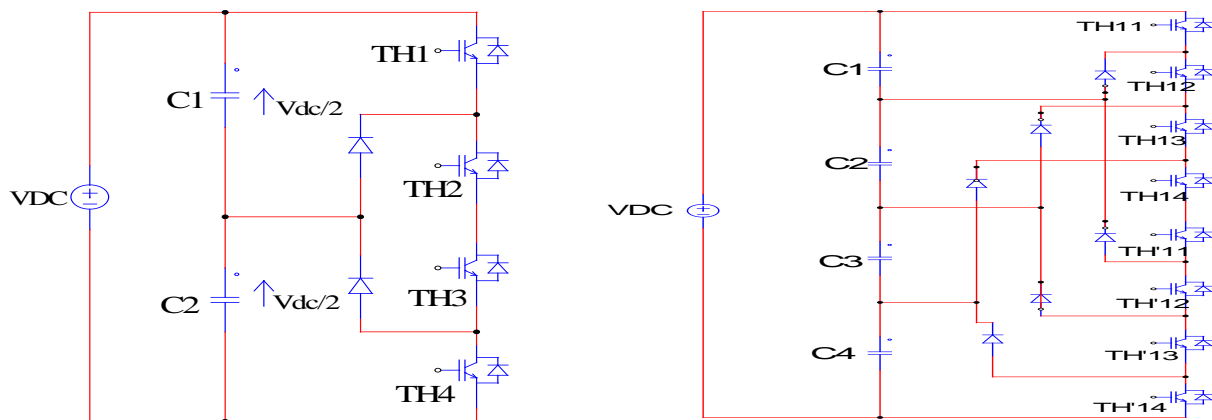 TH1
C1
Vdc/2
TH2
VDC
TH3
C2
Vdc/2
TH4
TH11
C1
TH12
TH13
C2
TH14
VDC
TH'11
C3
TH'12
C4
TH'13
TH'14